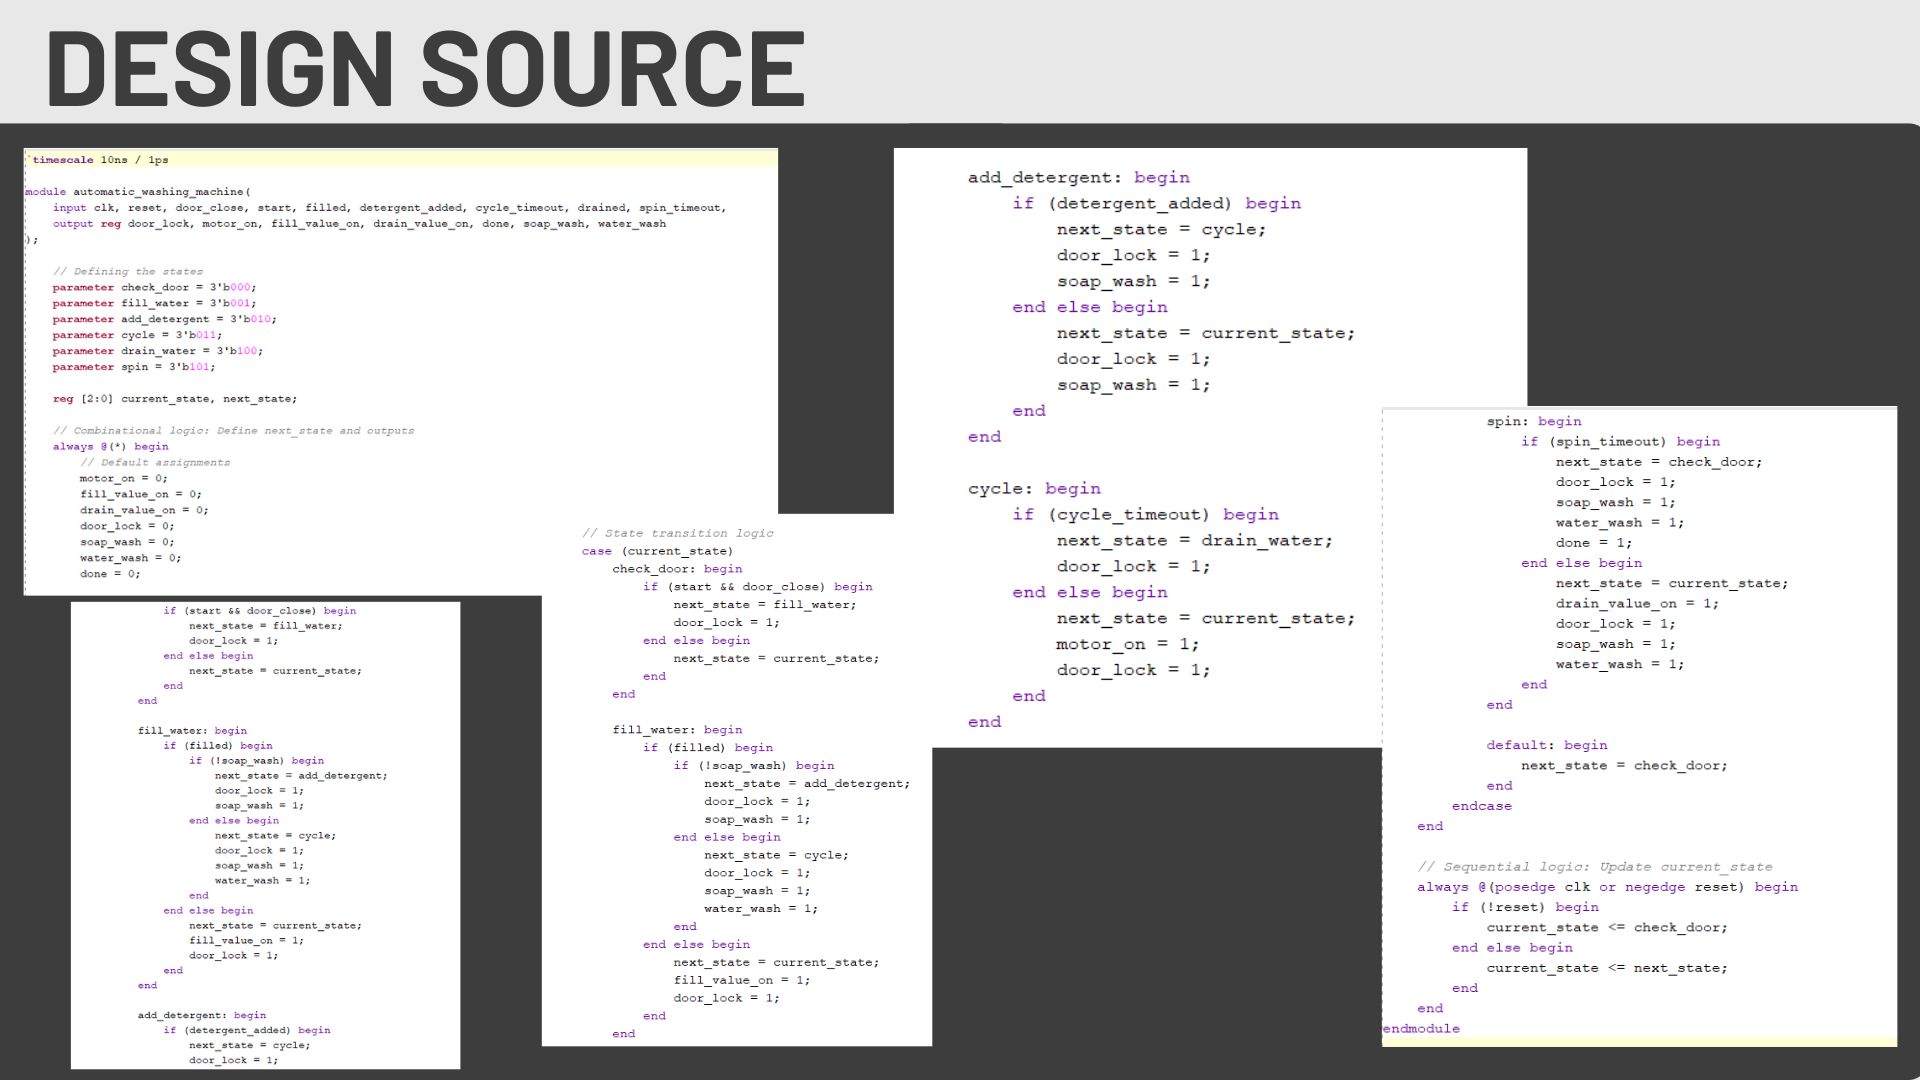 DESIGN SOURCE
`timescale 10ns / 1ps
module automatic_washing_machine(
input clk, reset, door_close, start, filled, detergent_added, cycle_timeout, drained, spin_timeout,
output reg door_lock, motor_on, fill_value_on, drain_value_on, done, soap_wash, water_wash
);
// Defining the states
parameter check_door = 3'b000;
parameter fill_water = 3'b001;
parameter add_detergent = 3'b010;
parameter cycle = 3'b011;
parameter drain_water = 3'b100;
parameter spin = 3'b101;
reg [2:0] current_state, next_state;
// Combinational logic: Define next_state and outputs
always @(*) begin
// Default assignments
motor_on = 0;
fill_value_on = 0;
drain_value_on = 0;
door_lock = 0;
soap_wash = 0;
water_wash = 0;
done = 0;
if (start && door_close) begin
next_state = fill_water;
door_lock = 1;
end else begin
next_state = current_state;
end
end
fill_water: begin
if (filled) begin
if (!soap_wash) begin
next_state = add_detergent;
door_lock = 1;
soap_wash = 1;
end else begin
next_state = cycle;
door_lock = 1;
soap_wash = 1;
water_wash = 1;
end
end else begin
next_state = current_state;
fill_value_on = 1;
door_lock = 1;
end
end
add_detergent: begin
if (detergent_added) begin
next_state = cycle;
door_lock = 1;
// State transition logic
case (current_state)
check_door: begin
if (start && door_close) begin
next_state = fill_water;
door_lock = 1;
end else begin
next_state = current_state;
end
end
fill_water: begin
if (filled) begin
if (!soap_wash) begin
next_state = add_detergent;
door_lock = 1;
soap_wash = 1;
end else begin
next_state = cycle;
door_lock = 1;
soap_wash = 1;
water_wash = 1;
end
end else begin
next_state = current_state;
fill_value_on = 1;
door_lock = 1;
end
end
add_detergent: begin
if (detergent_added) begin
next_state = cycle;
door_lock = 1;
soap_wash = 1;
end else begin
next_state = current_state;
door_lock = 1;
soap_wash = 1;
end
end
cycle: begin
if (cycle_timeout) begin
next_state = drain_water;
door_lock = 1;
end else begin
next_state = current_state;
motor_on = 1;
door_lock = 1;
end
end
spin: begin
if (spin_timeout) begin
next_state = check_door;
door_lock = 1;
soap_wash = 1;
water_wash = 1;
done = 1;
end else begin
next_state = current_state;
drain_value_on = 1;
door_lock = 1;
soap_wash = 1;
water_wash = 1;
end
end
default: begin
next_state = check_door;
end
endcase
end
// Sequential logic: Update current_state
always @(posedge clk or negedge reset) begin
if (!reset) begin
current_state <= check_door;
end else begin
current_state <= next_state;
end
end
endmodule